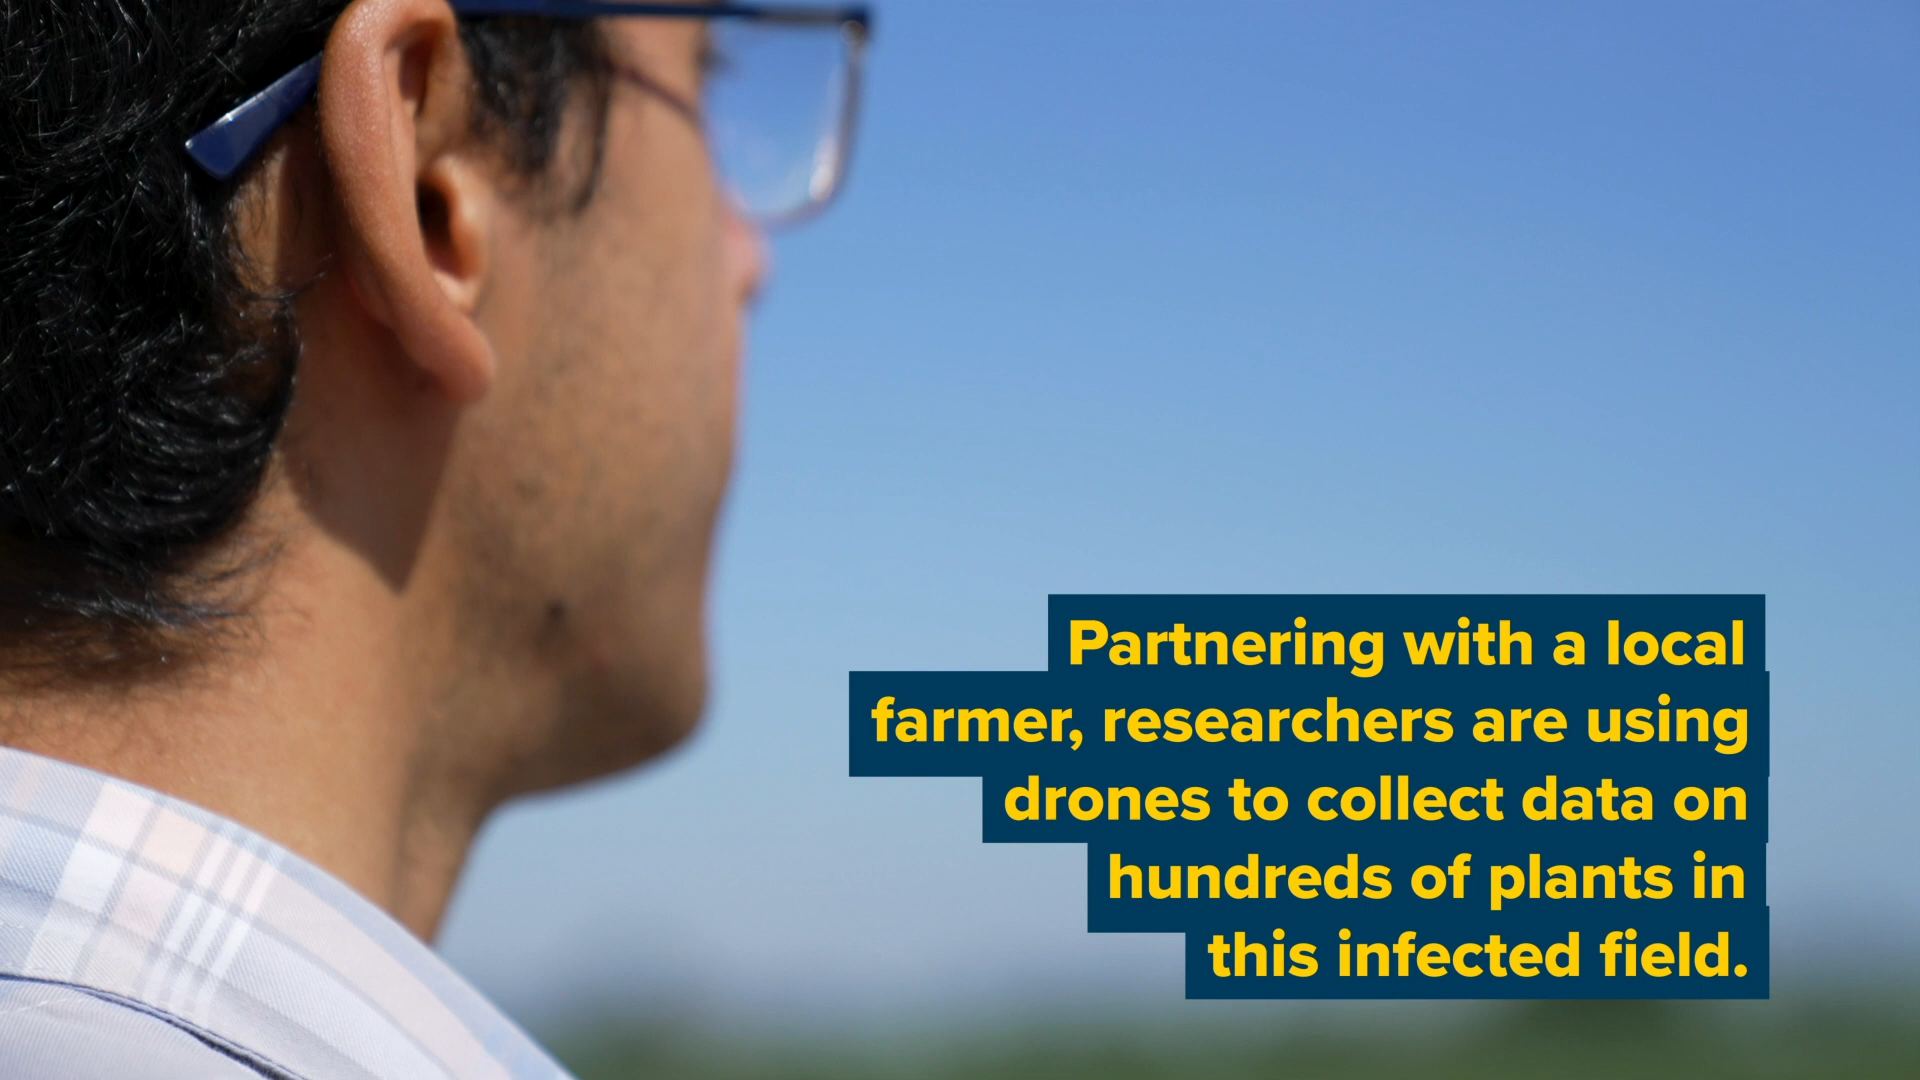 Partnering with a local
farmer, researchers are using
drones to collect data on
hundreds of plants in
this infected field.